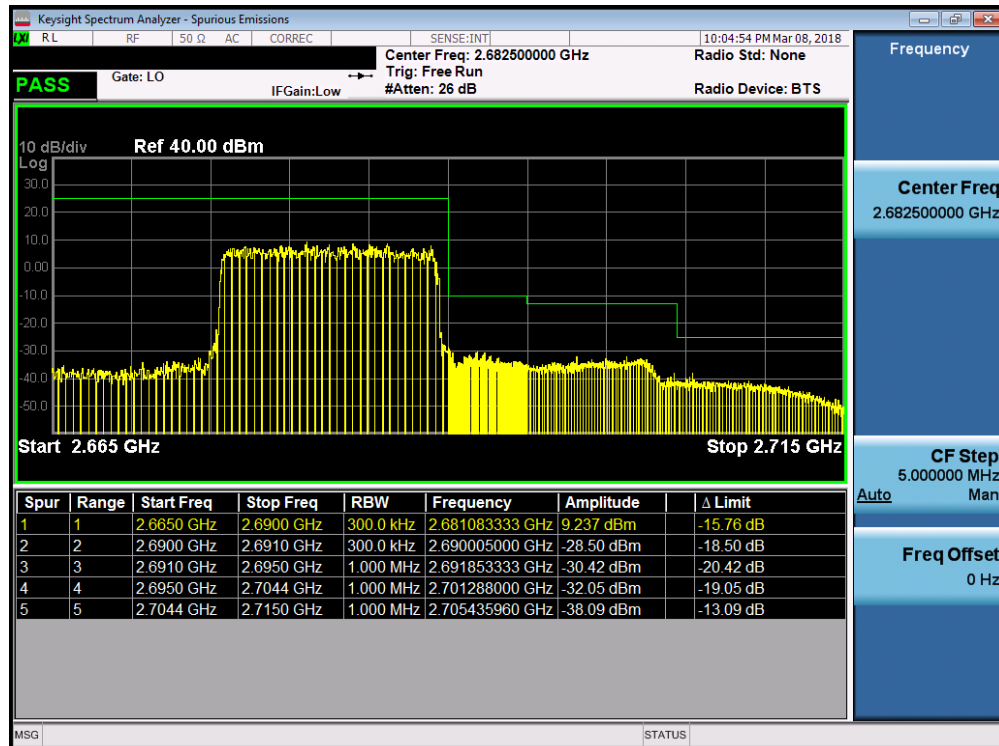 Keysight Spectrum Analyzer - Spurious Emissions
LXI RL RF 50 Ω AC CORREC SENSE:INT 10:04:54 PM Mar 08, 2018
Center Freq: 2.682500000 GHz Radio Std: None
PASS Gate: LO Trig: Free Run
IFGain:Low #Atten: 26 dB Radio Device: BTS
10 dB/div Ref 40.00 dBm
Log
30.0
20.0
10.0
0.00
-10.0
-20.0
-30.0
-40.0
-50.0
Start 2.665 GHz Stop 2.715 GHz
Spur Range Start Freq Stop Freq RBW Frequency Amplitude Δ Limit
1 1 2.6650 GHz 2.6900 GHz 300.0 kHz 2.681083333 GHz 9.237 dBm -15.76 dB
2 2 2.6900 GHz 2.6910 GHz 300.0 kHz 2.690005000 GHz -28.50 dBm -18.50 dB
3 3 2.6910 GHz 2.6950 GHz 1.000 MHz 2.691853333 GHz -30.42 dBm -20.42 dB
4 4 2.6950 GHz 2.7044 GHz 1.000 MHz 2.701288000 GHz -32.05 dBm -19.05 dB
5 5 2.7044 GHz 2.7150 GHz 1.000 MHz 2.705435960 GHz -38.09 dBm -13.09 dB
MSG STATUS
Frequency
Center Freq
2.682500000 GHz
CF Step
5.000000 MHz
Auto Man
Freq Offset
0 Hz